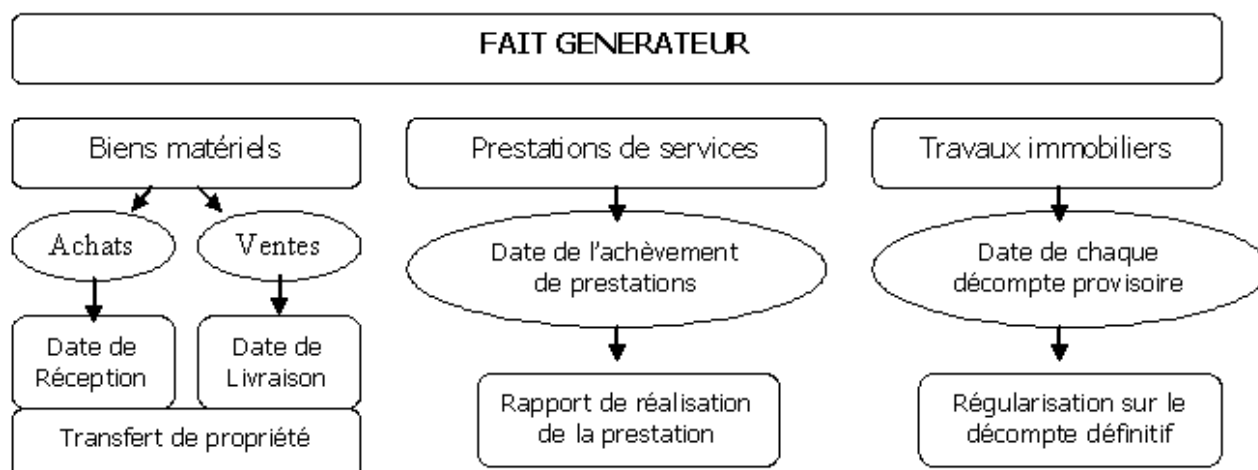 FAIT GENERATEUR
Biens matériels
Achats
Ventes
Date de
Réception
Date de
Livraison
Transfert de propriété
Prestations de services
Date de l'achèvement
de prestations
Rapport de réalisation
de la prestation
Travaux immobiliers
Date de chaque
décompte provisoire
Régularisation sur le
décompte définitif